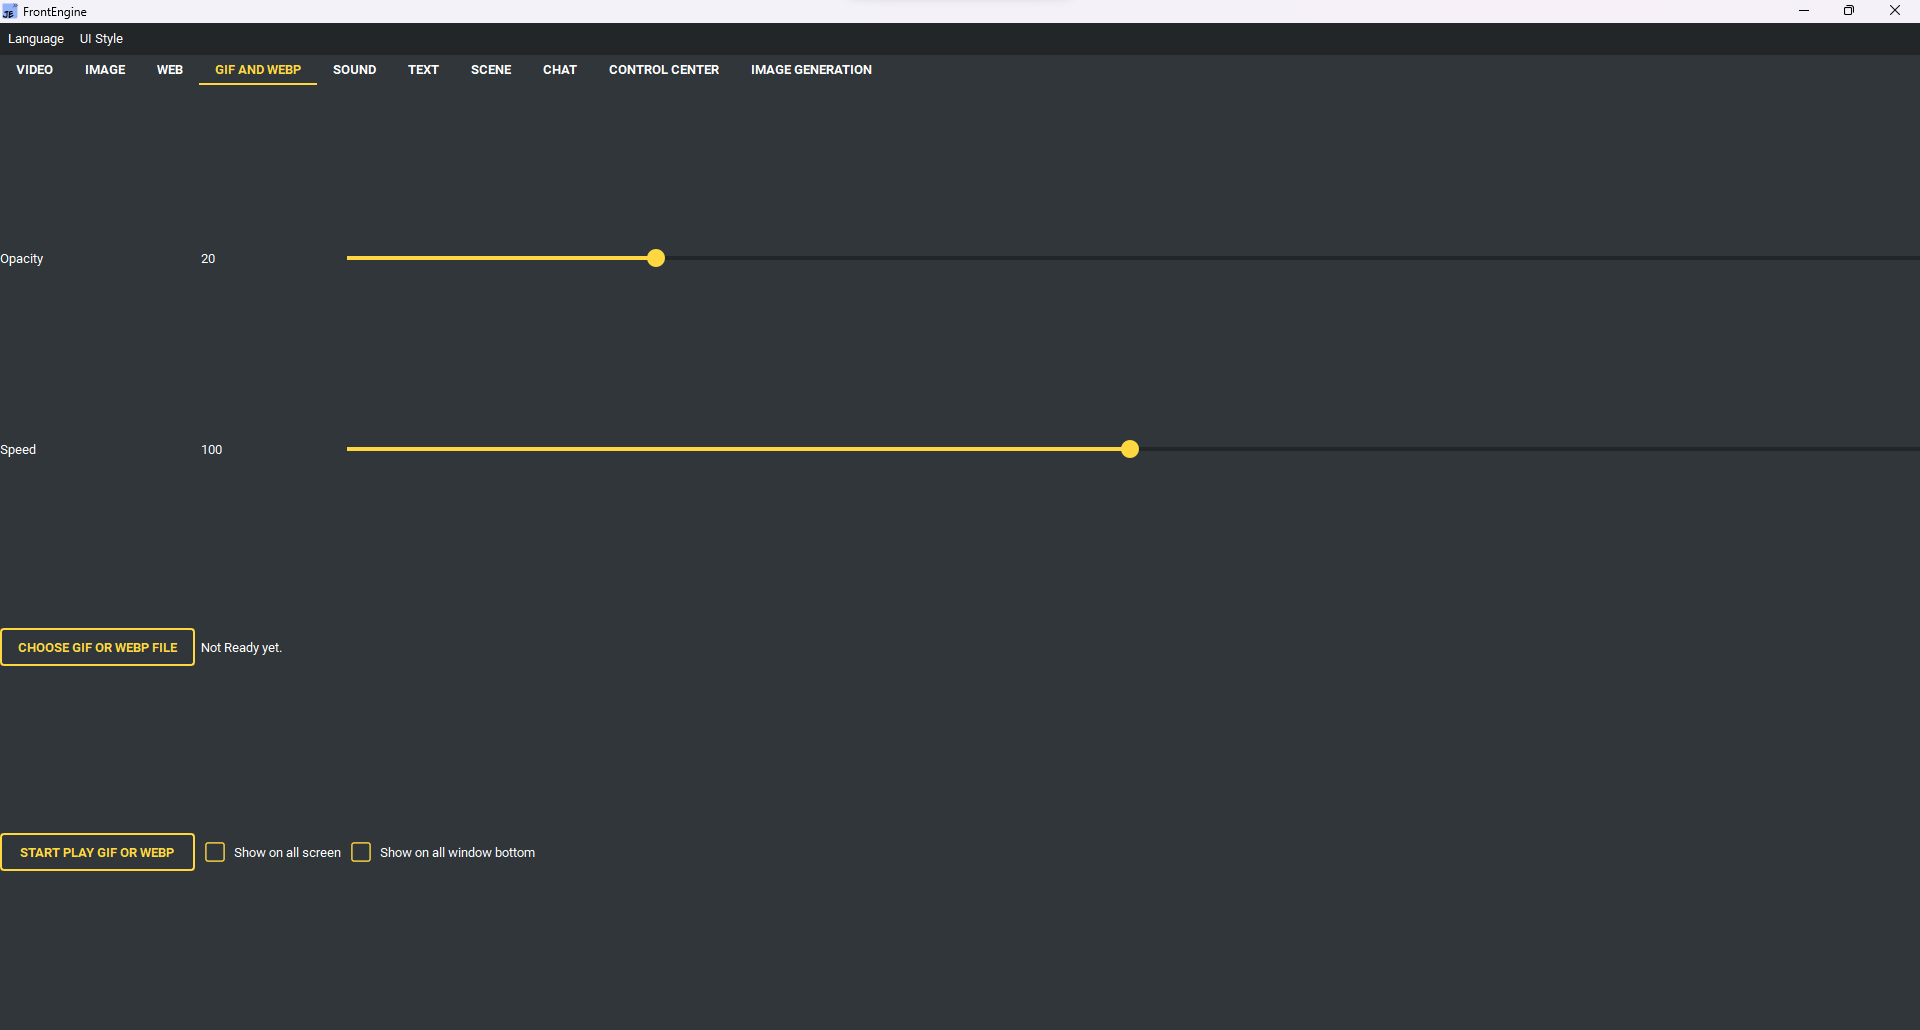 FrontEngine
Language UI Style
VIDEO IMAGE WEB GIF AND WEBP SOUND TEXT SCENE CHAT CONTROL CENTER IMAGE GENERATION
Opacity 20
Speed 100
CHOOSE GIF OR WEBP FILE Not Ready yet.
START PLAY GIF OR WEBP Show on all screen Show on all window bottom